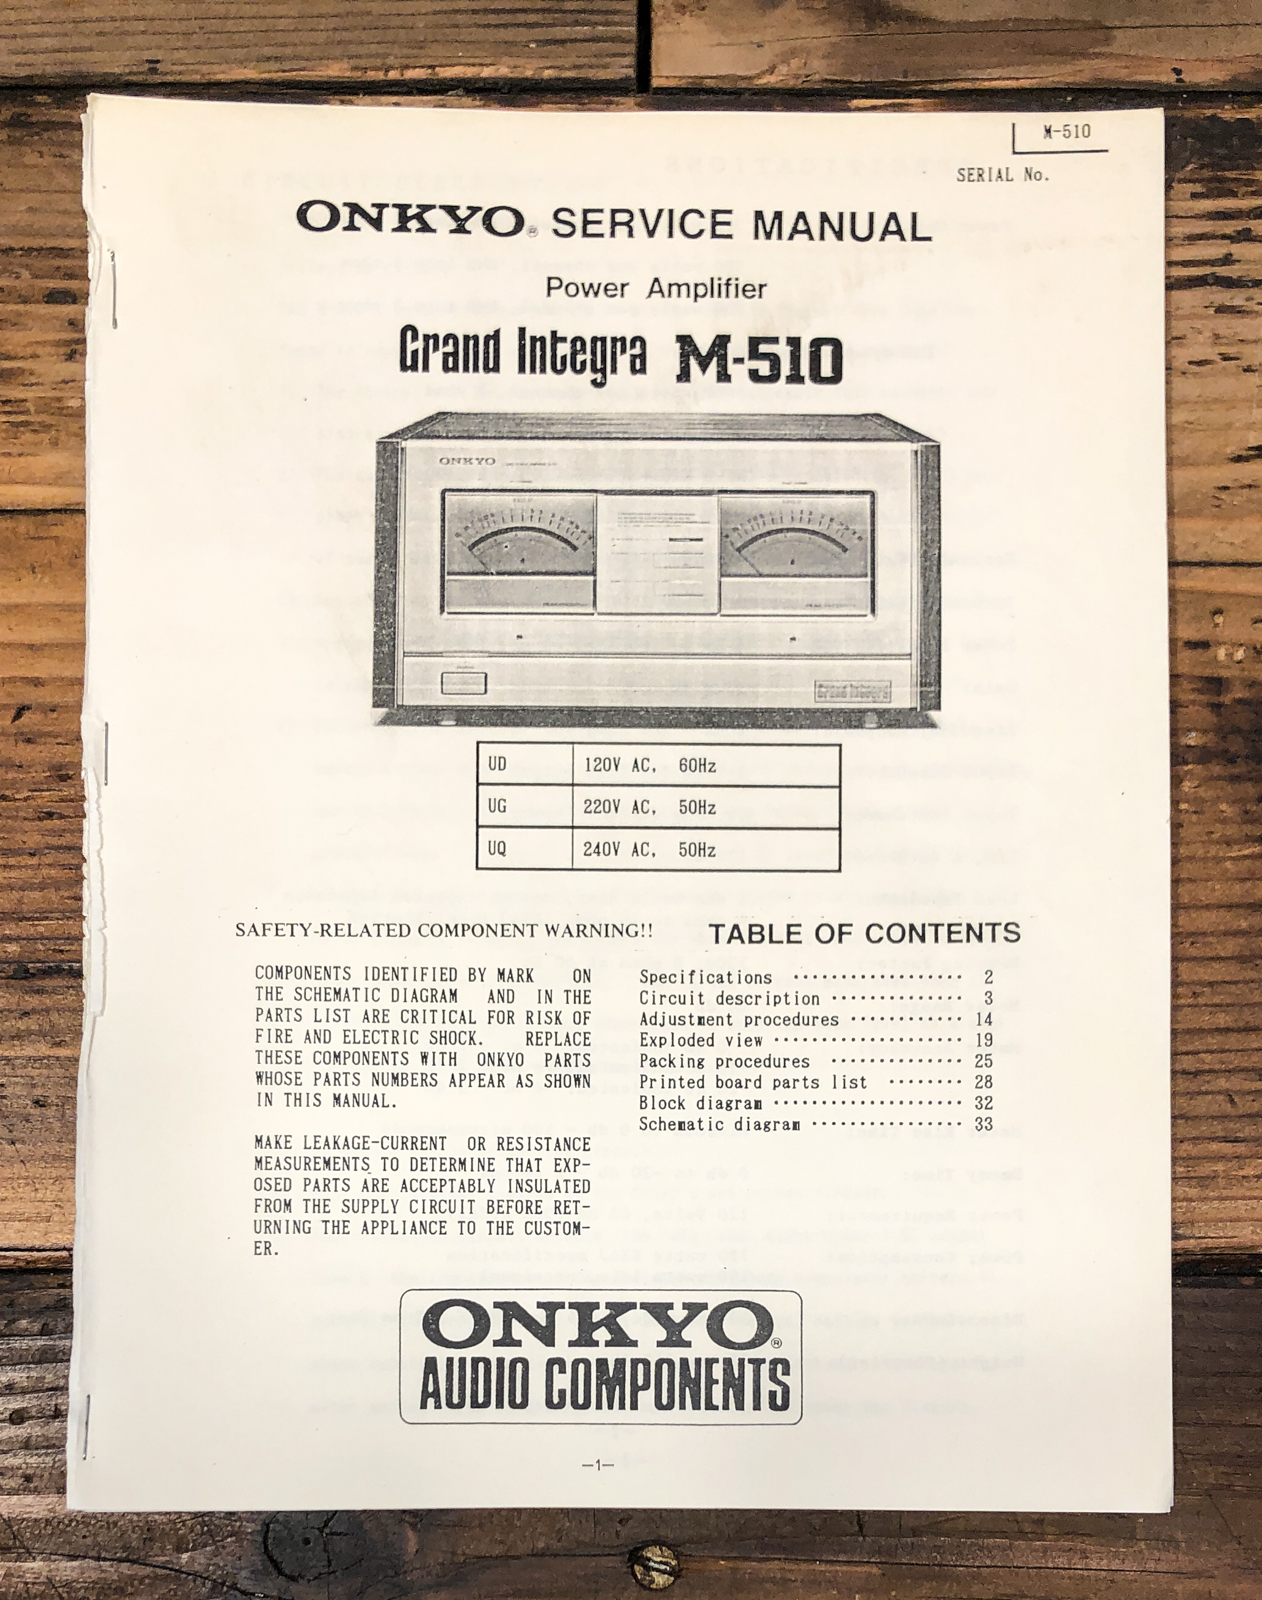 M-510
SERIAL No.
ONKYO® SERVICE MANUAL
Power Amplifier
Grand Integra M-510
ONKYO
Grand Integra
UD 120V AC, 60Hz
UG 220V AC, 50Hz
UQ 240V AC, 50Hz
SAFETY-RELATED COMPONENT WARNING!!
COMPONENTS IDENTIFIED BY MARK ON
THE SCHEMATIC DIAGRAM AND IN THE
PARTS LIST ARE CRITICAL FOR RISK OF
FIRE AND ELECTRIC SHOCK. REPLACE
THESE COMPONENTS WITH ONKYO PARTS
WHOSE PARTS NUMBERS APPEAR AS SHOWN
IN THIS MANUAL.
MAKE LEAKAGE-CURRENT OR RESISTANCE
MEASUREMENTS TO DETERMINE THAT EXP-
OSED PARTS ARE ACCEPTABLY INSULATED
FROM THE SUPPLY CIRCUIT BEFORE RET-
URNING THE APPLIANCE TO THE CUSTOM-
ER.
TABLE OF CONTENTS
Specifications ················· 2
Circuit description ············· 3
Adjustment procedures ··········· 14
Exploded view ··················· 19
Packing procedures ············· 25
Printed board parts list ········ 28
Block diagram ··················· 32
Schematic diagram ··············· 33
ONKYO®
AUDIO COMPONENTS
—1—